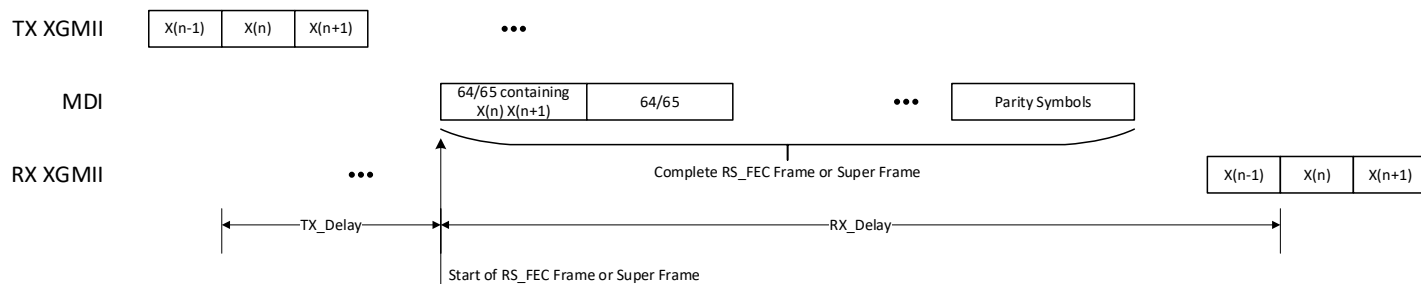 TX XGMII
X(n-1) X(n) X(n+1)
•••
MDI
64/65 containing
X(n) X(n+1)
64/65
•••
Parity Symbols
RX XGMII
•••
Complete RS_FEC Frame or Super Frame
X(n-1) X(n) X(n+1)
TX_Delay
RX_Delay
Start of RS_FEC Frame or Super Frame